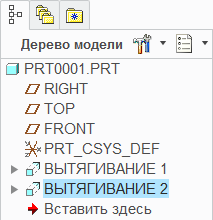 Дерево модели
PRT0001.PRT
RIGHT
TOP
FRONT
PRT_CSYS_DEF
ВЫТЯГИВАНИЕ 1
ВЫТЯГИВАНИЕ 2
Вставить здесь